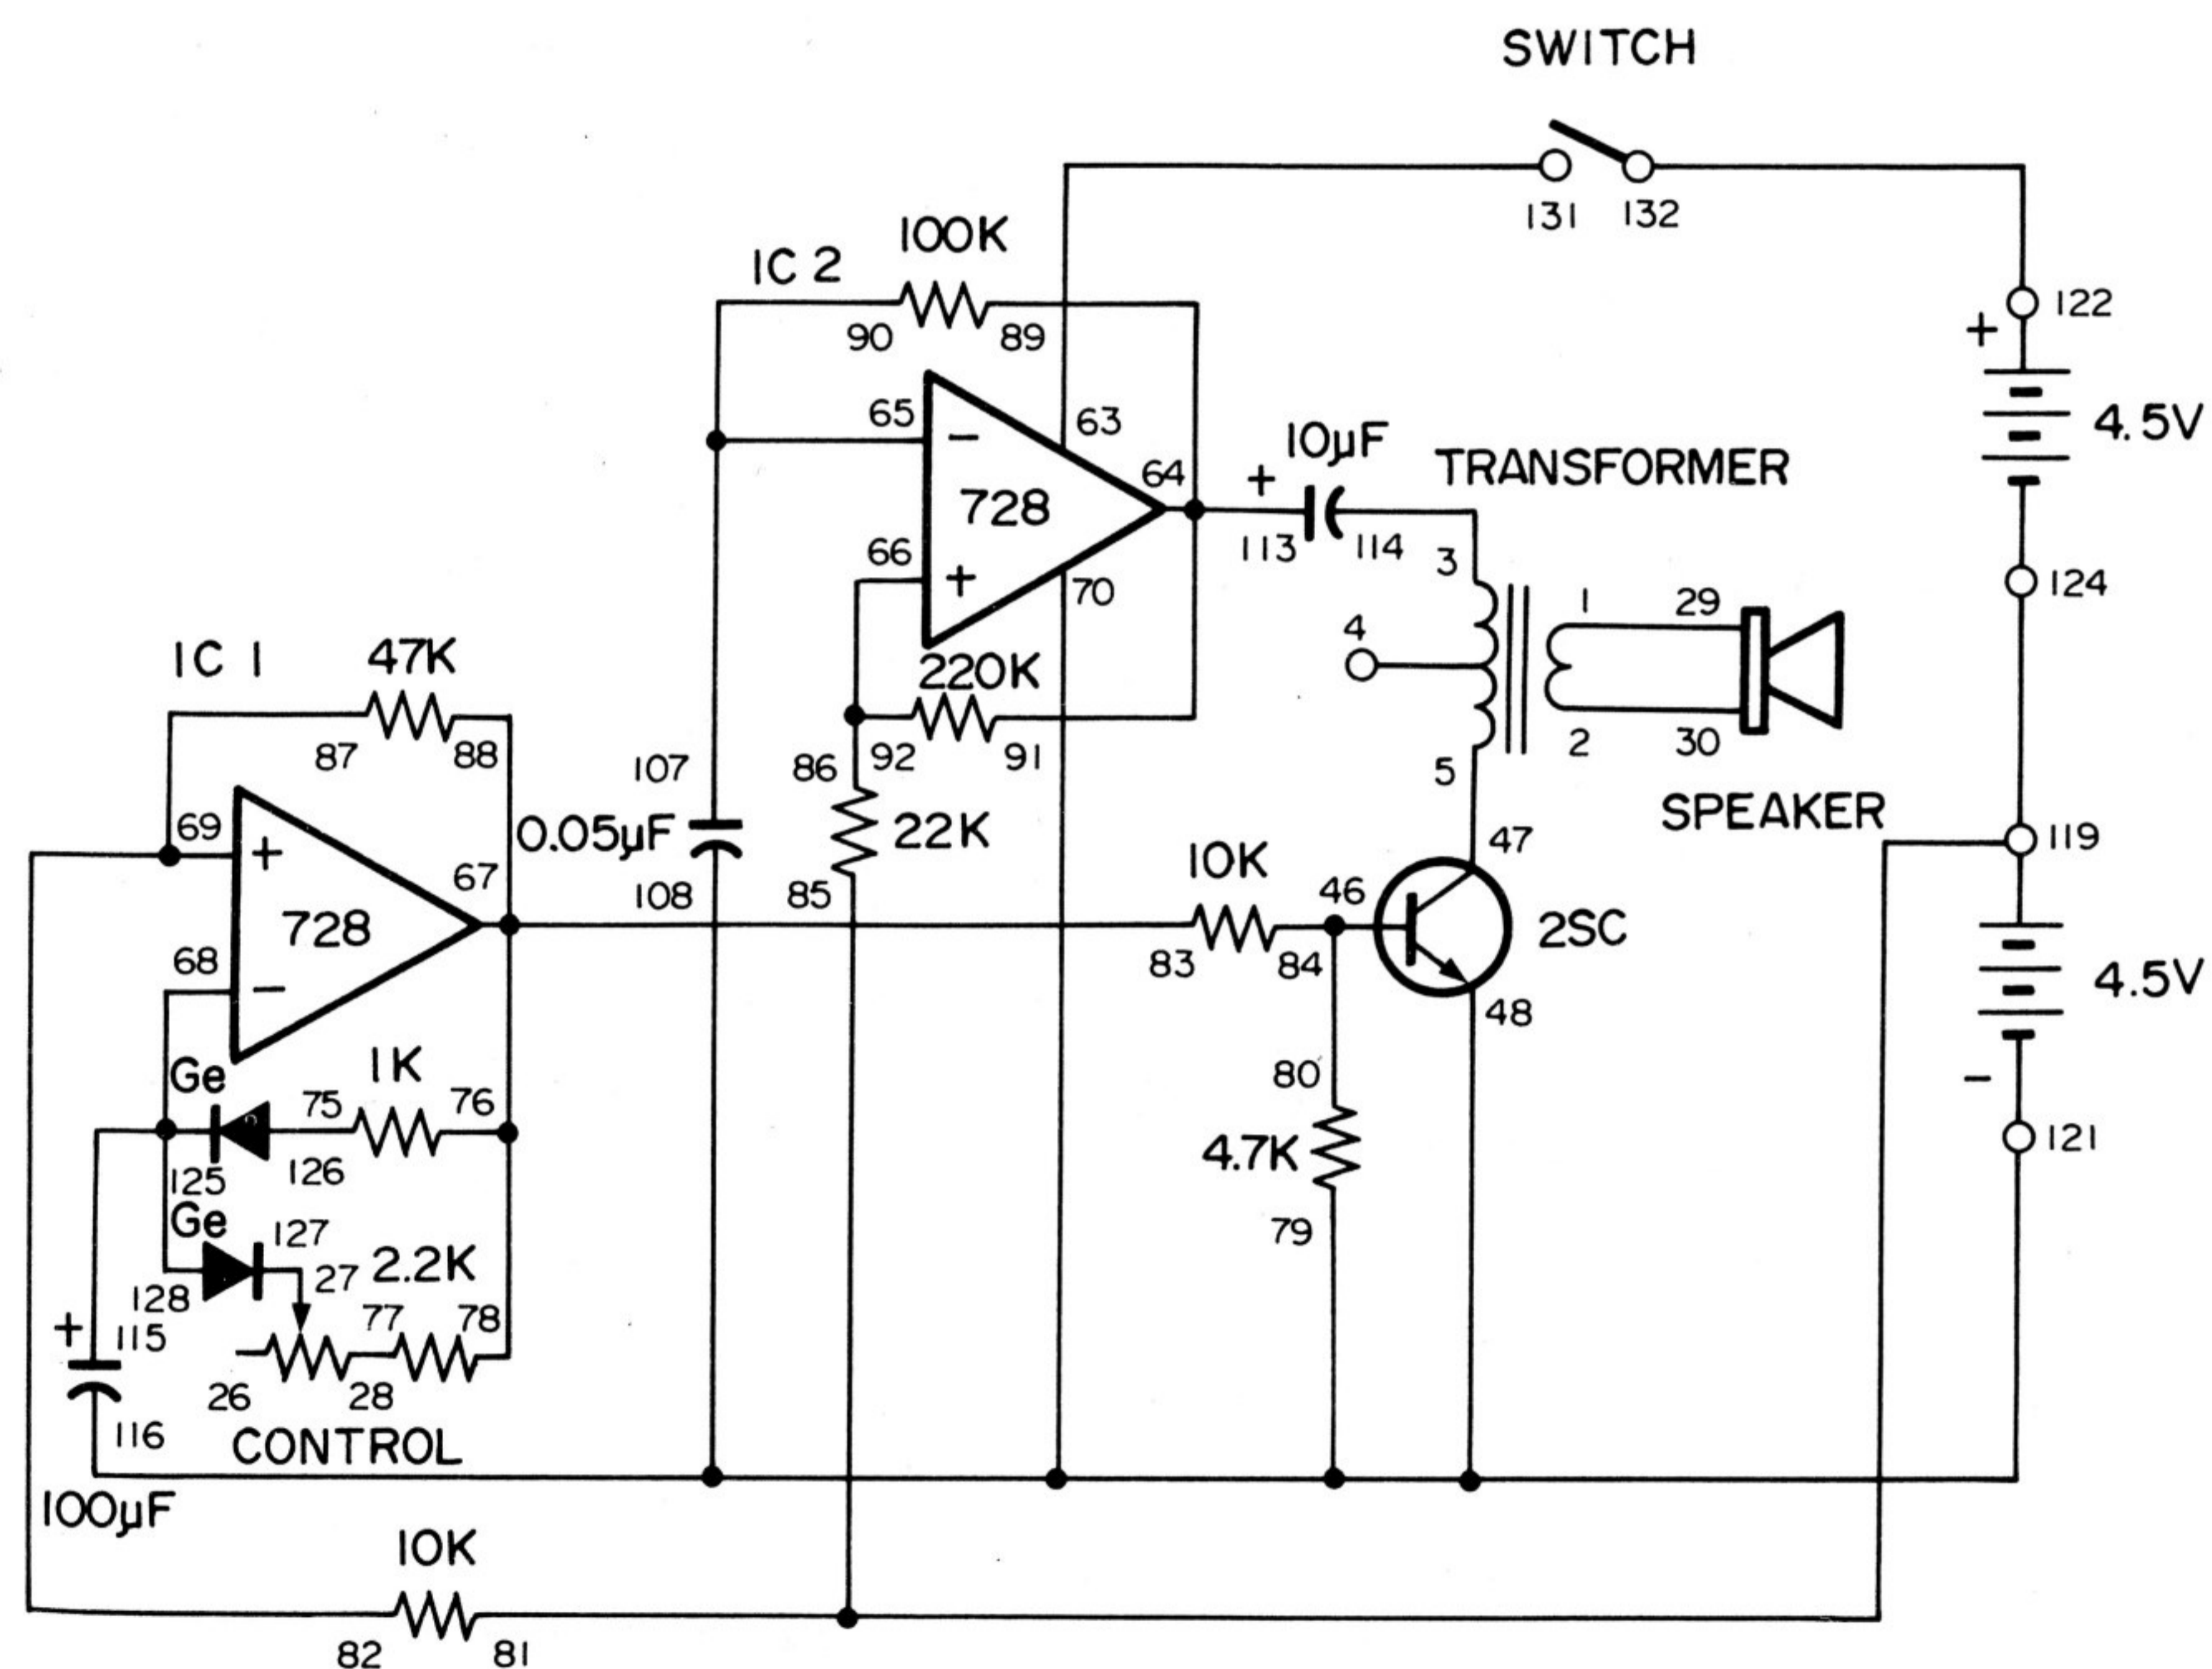 SWITCH
131 132
IC 2 100K
90 89
122
+
4.5V
65 − 63
728
64
10µF
+
113 114
TRANSFORMER
66 + 70
3
4
5
1 29
2 30
SPEAKER
124
220K
92 91
86
22K
85
IC 1 47K
87 88
107
0.05µF
108
69 +
728
67
68 −
10K
83 84
46
47
2SC
48
119
4.5V
−
121
Ge 1K
75 76
125 126
Ge 127
128
27 2.2K
77 78
26 28
CONTROL
+
115
116
100µF
80
4.7K
79
10K
82 81